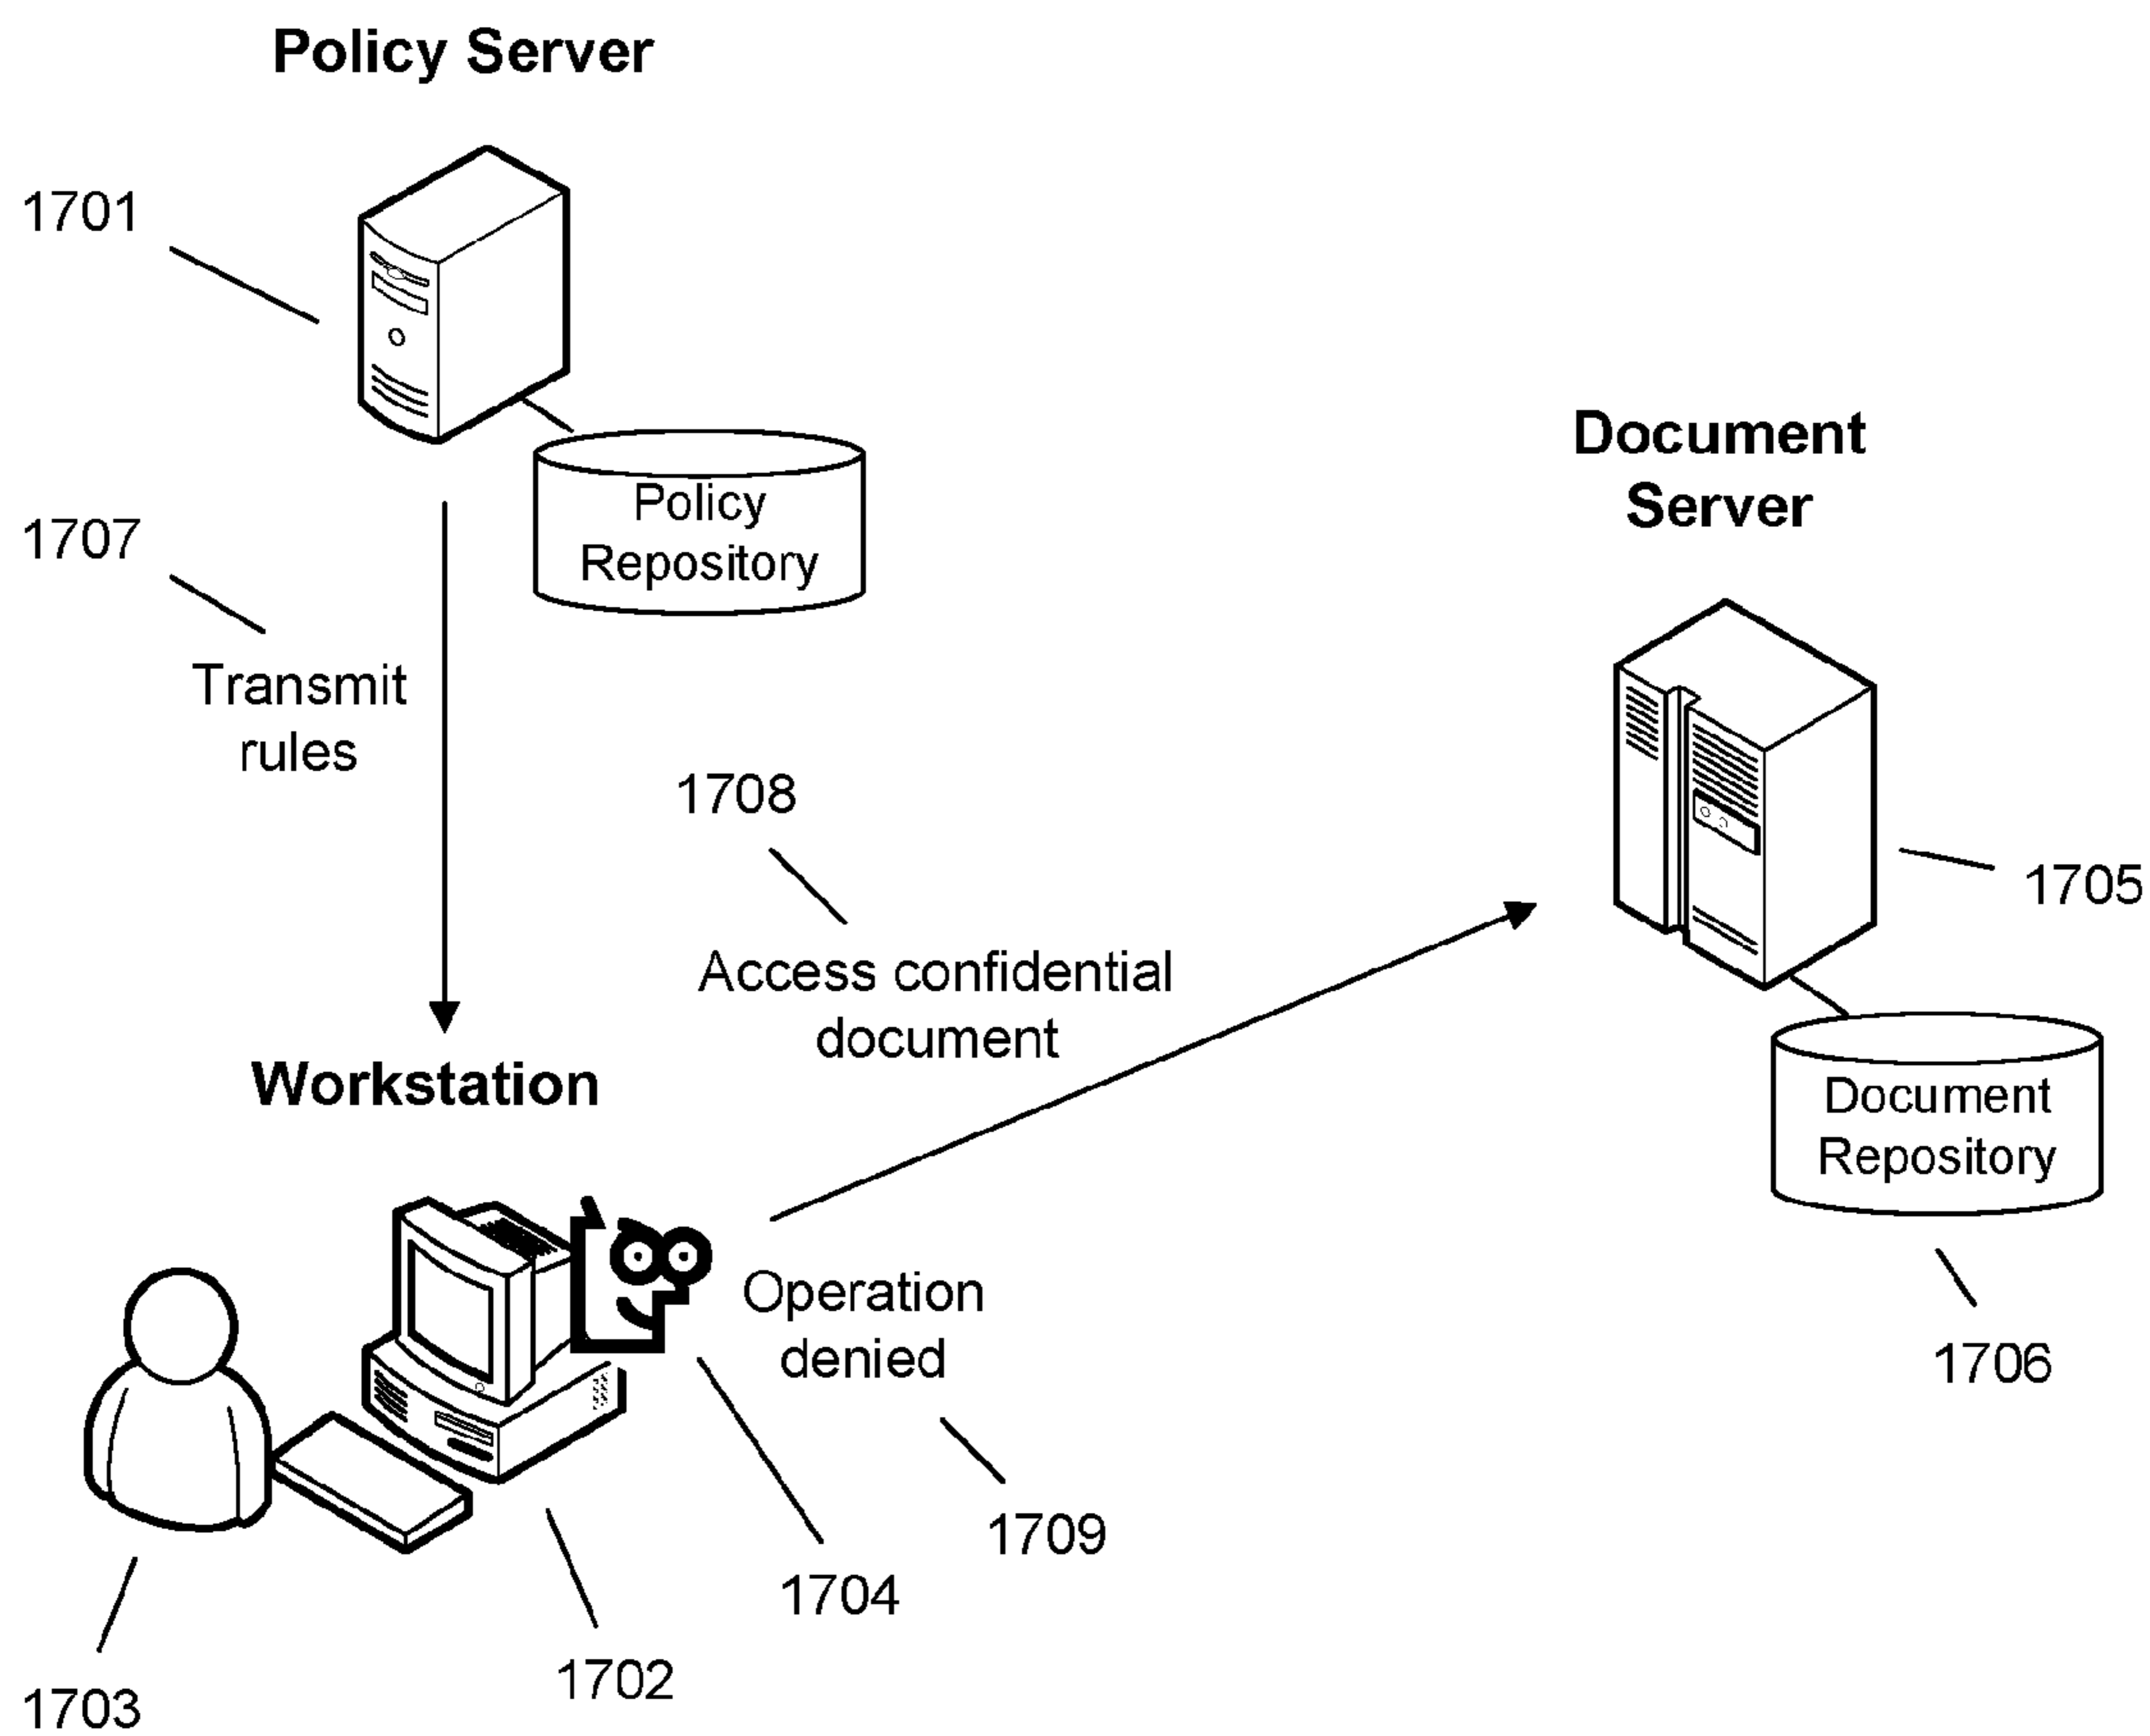 Policy Server
1701
Policy
Repository
1707
Transmit
rules
Document
Server
1705
1708
Access confidential
document
Workstation
Document
Repository
1706
Operation
denied
1709
1704
1702
1703